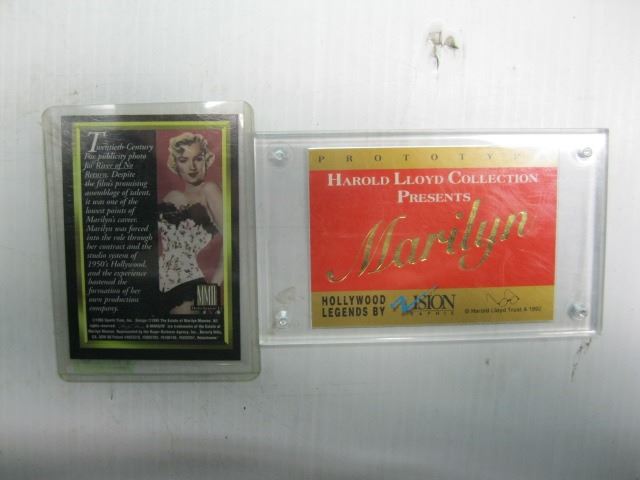 Twentieth-Century
Fox publicity photo
for River of No
Return. Despite
the film's promising
assemblage of talent,
it was one of the
lowest points of
Marilyn's career.
Marilyn was forced
into the role through
her contract and the
studio system of
1950's Hollywood,
and the experience
hastened the
formation of her
own production
company.
PROTOTYPE
HAROLD LLOYD COLLECTION
PRESENTS
Marilyn
HOLLYWOOD
LEGENDS BY
VISION
© Harold Lloyd Trust A 1992